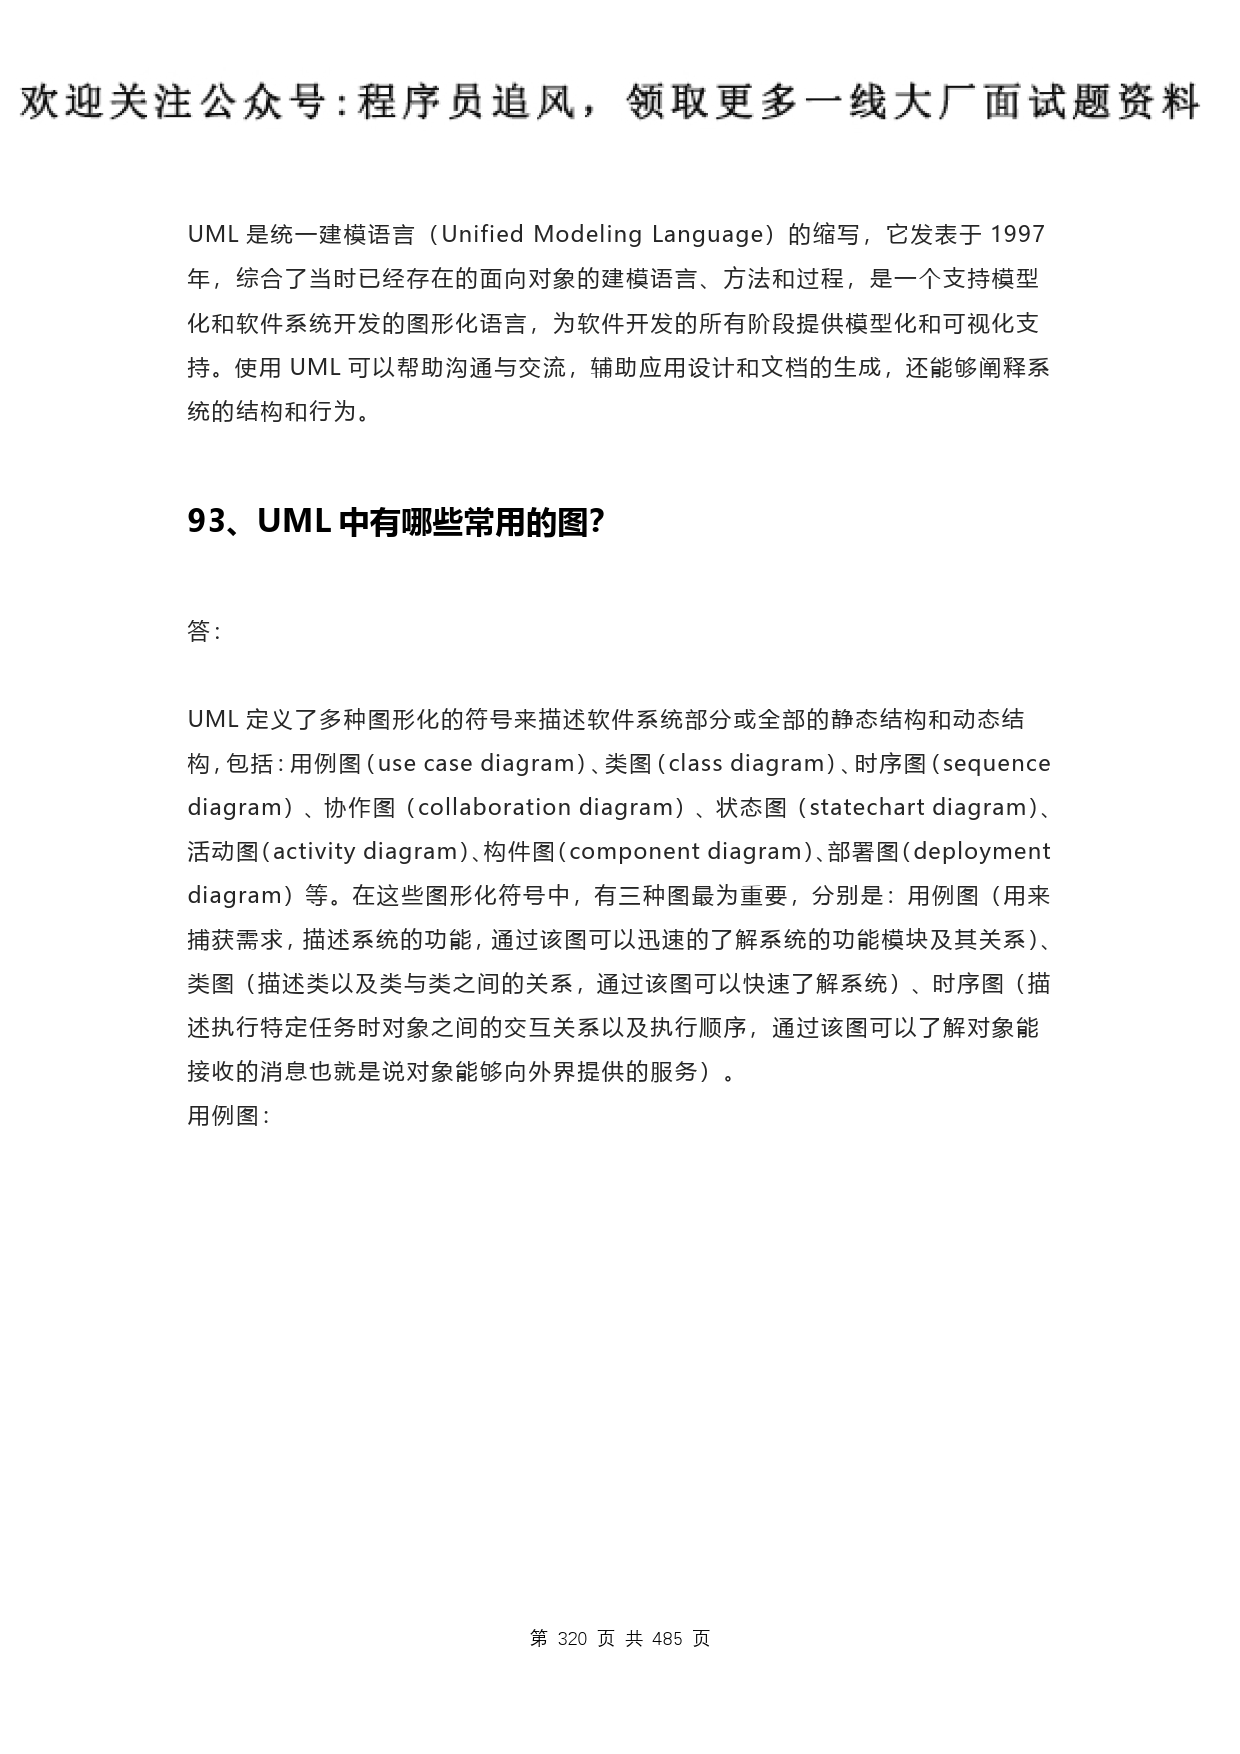 欢迎关注公众号:程序员追风，领取更多一线大厂面试题资料
UML 是统一建模语言（Unified Modeling Language）的缩写，它发表于 1997
年，综合了当时已经存在的面向对象的建模语言、方法和过程，是一个支持模型
化和软件系统开发的图形化语言，为软件开发的所有阶段提供模型化和可视化支
持。使用 UML 可以帮助沟通与交流，辅助应用设计和文档的生成，还能够阐释系
统的结构和行为。
93、UML 中有哪些常用的图？
答：
UML 定义了多种图形化的符号来描述软件系统部分或全部的静态结构和动态结
构，包括：用例图（use case diagram）、类图（class diagram）、时序图（sequence
diagram）、协作图（collaboration diagram）、状态图（statechart diagram）、
活动图（activity diagram）、构件图（component diagram）、部署图（deployment
diagram）等。在这些图形化符号中，有三种图最为重要，分别是：用例图（用来
捕获需求，描述系统的功能，通过该图可以迅速的了解系统的功能模块及其关系）、
类图（描述类以及类与类之间的关系，通过该图可以快速了解系统）、时序图（描
述执行特定任务时对象之间的交互关系以及执行顺序，通过该图可以了解对象能
接收的消息也就是说对象能够向外界提供的服务）。
用例图：
第 320 页 共 485 页